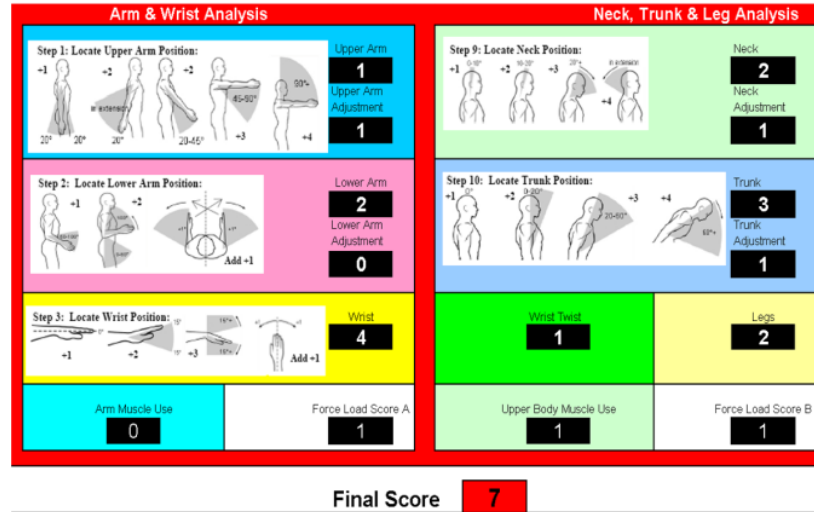 Arm & Wrist Analysis
Step 1: Locate Upper Arm Position:
+1
+2
+2
in extension
45-90°
90°+
20°
20°
20°
20-45°
+3
+4
Upper Arm
1
Upper Arm
Adjustment
1
Step 2: Locate Lower Arm Position:
+1
+2
Add +1
Lower Arm
2
Lower Arm
Adjustment
0
Step 3: Locate Wrist Position:
+1
+2
+3
Add +1
15°
15°
15°+
15°+
Wrist
4
Arm Muscle Use
0
Force Load Score A
1
Neck, Trunk & Leg Analysis
Step 9: Locate Neck Position:
+1
0-10°
+2
10-20°
+3
20°+
in extension
+4
Neck
2
Neck
Adjustment
1
Step 10: Locate Trunk Position:
+1
0°
+2
0-20°
+3
20-60°
+4
60°+
Trunk
3
Trunk
Adjustment
1
Wrist Twist
1
Legs
2
Upper Body Muscle Use
1
Force Load Score B
1
Final Score
7